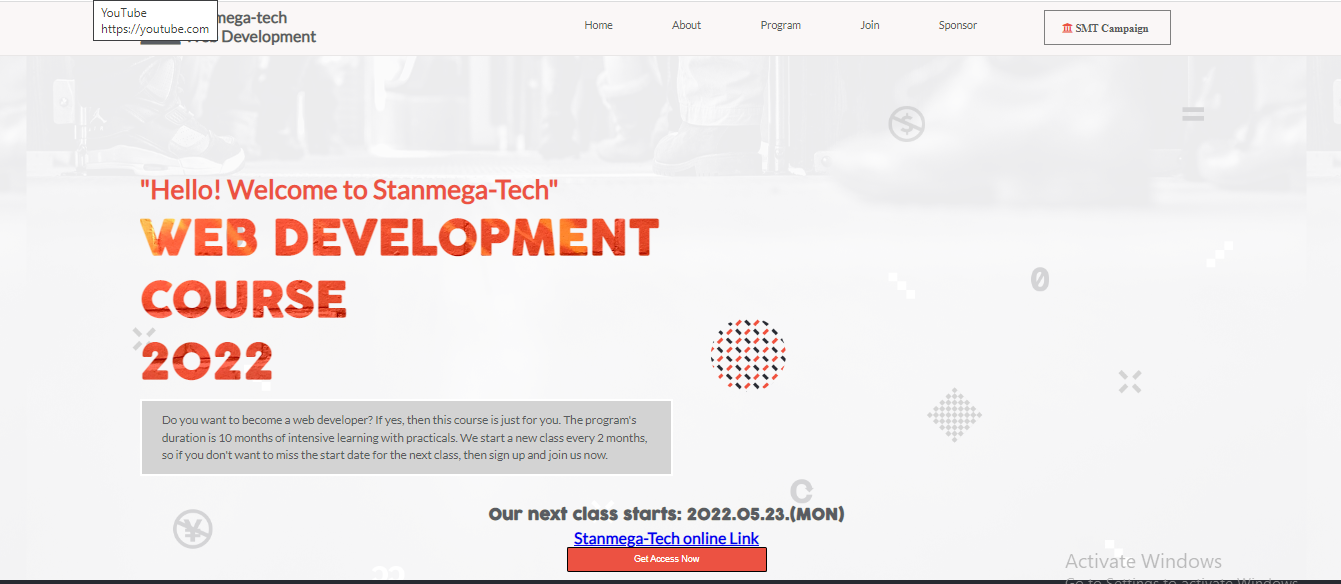 YouTube
https://youtube.com
mega-tech
Development
Home
About
Program
Join
Sponsor
SMT Campaign
"Hello! Welcome to Stanmega-Tech"
WEB DEVELOPMENT
COURSE
2022
Do you want to become a web developer? If yes, then this course is just for you. The program's
duration is 10 months of intensive learning with practicals. We start a new class every 2 months,
so if you don't want to miss the start date for the next class, then sign up and join us now.
Our next class starts: 2022.05.23.(MON)
Stanmega-Tech online Link
Get Access Now
Activate Windows
Go to Settings to activate Windows.